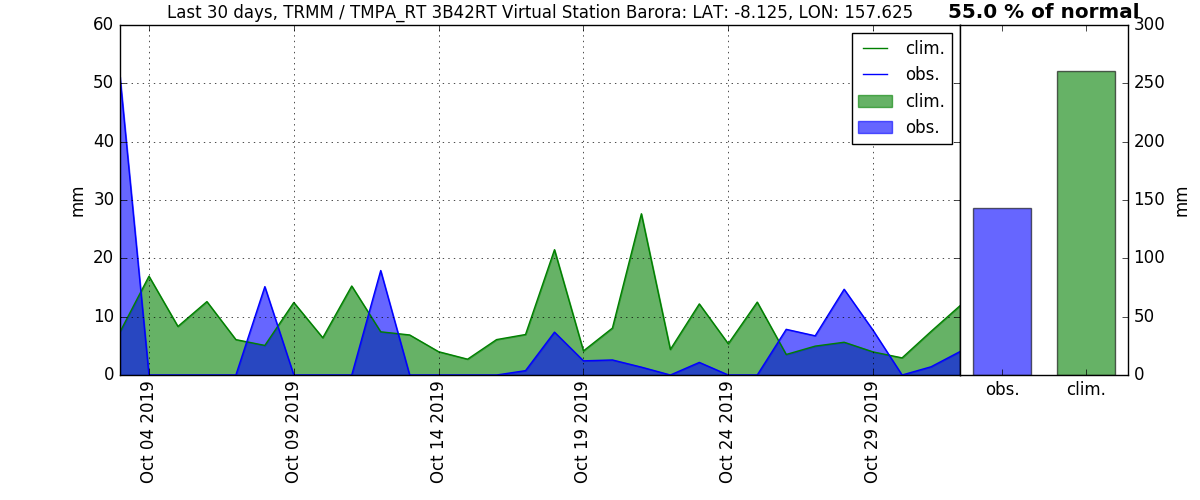 Last 30 days, TRMM / TMPA_RT 3B42RT Virtual Station Barora: LAT: -8.125, LON: 157.625
55.0 % of normal
60
50
40
30
20
10
0
mm
clim.
obs.
clim.
obs.
300
250
200
150
100
50
0
mm
obs.
clim.
Oct 04 2019
Oct 09 2019
Oct 14 2019
Oct 19 2019
Oct 24 2019
Oct 29 2019